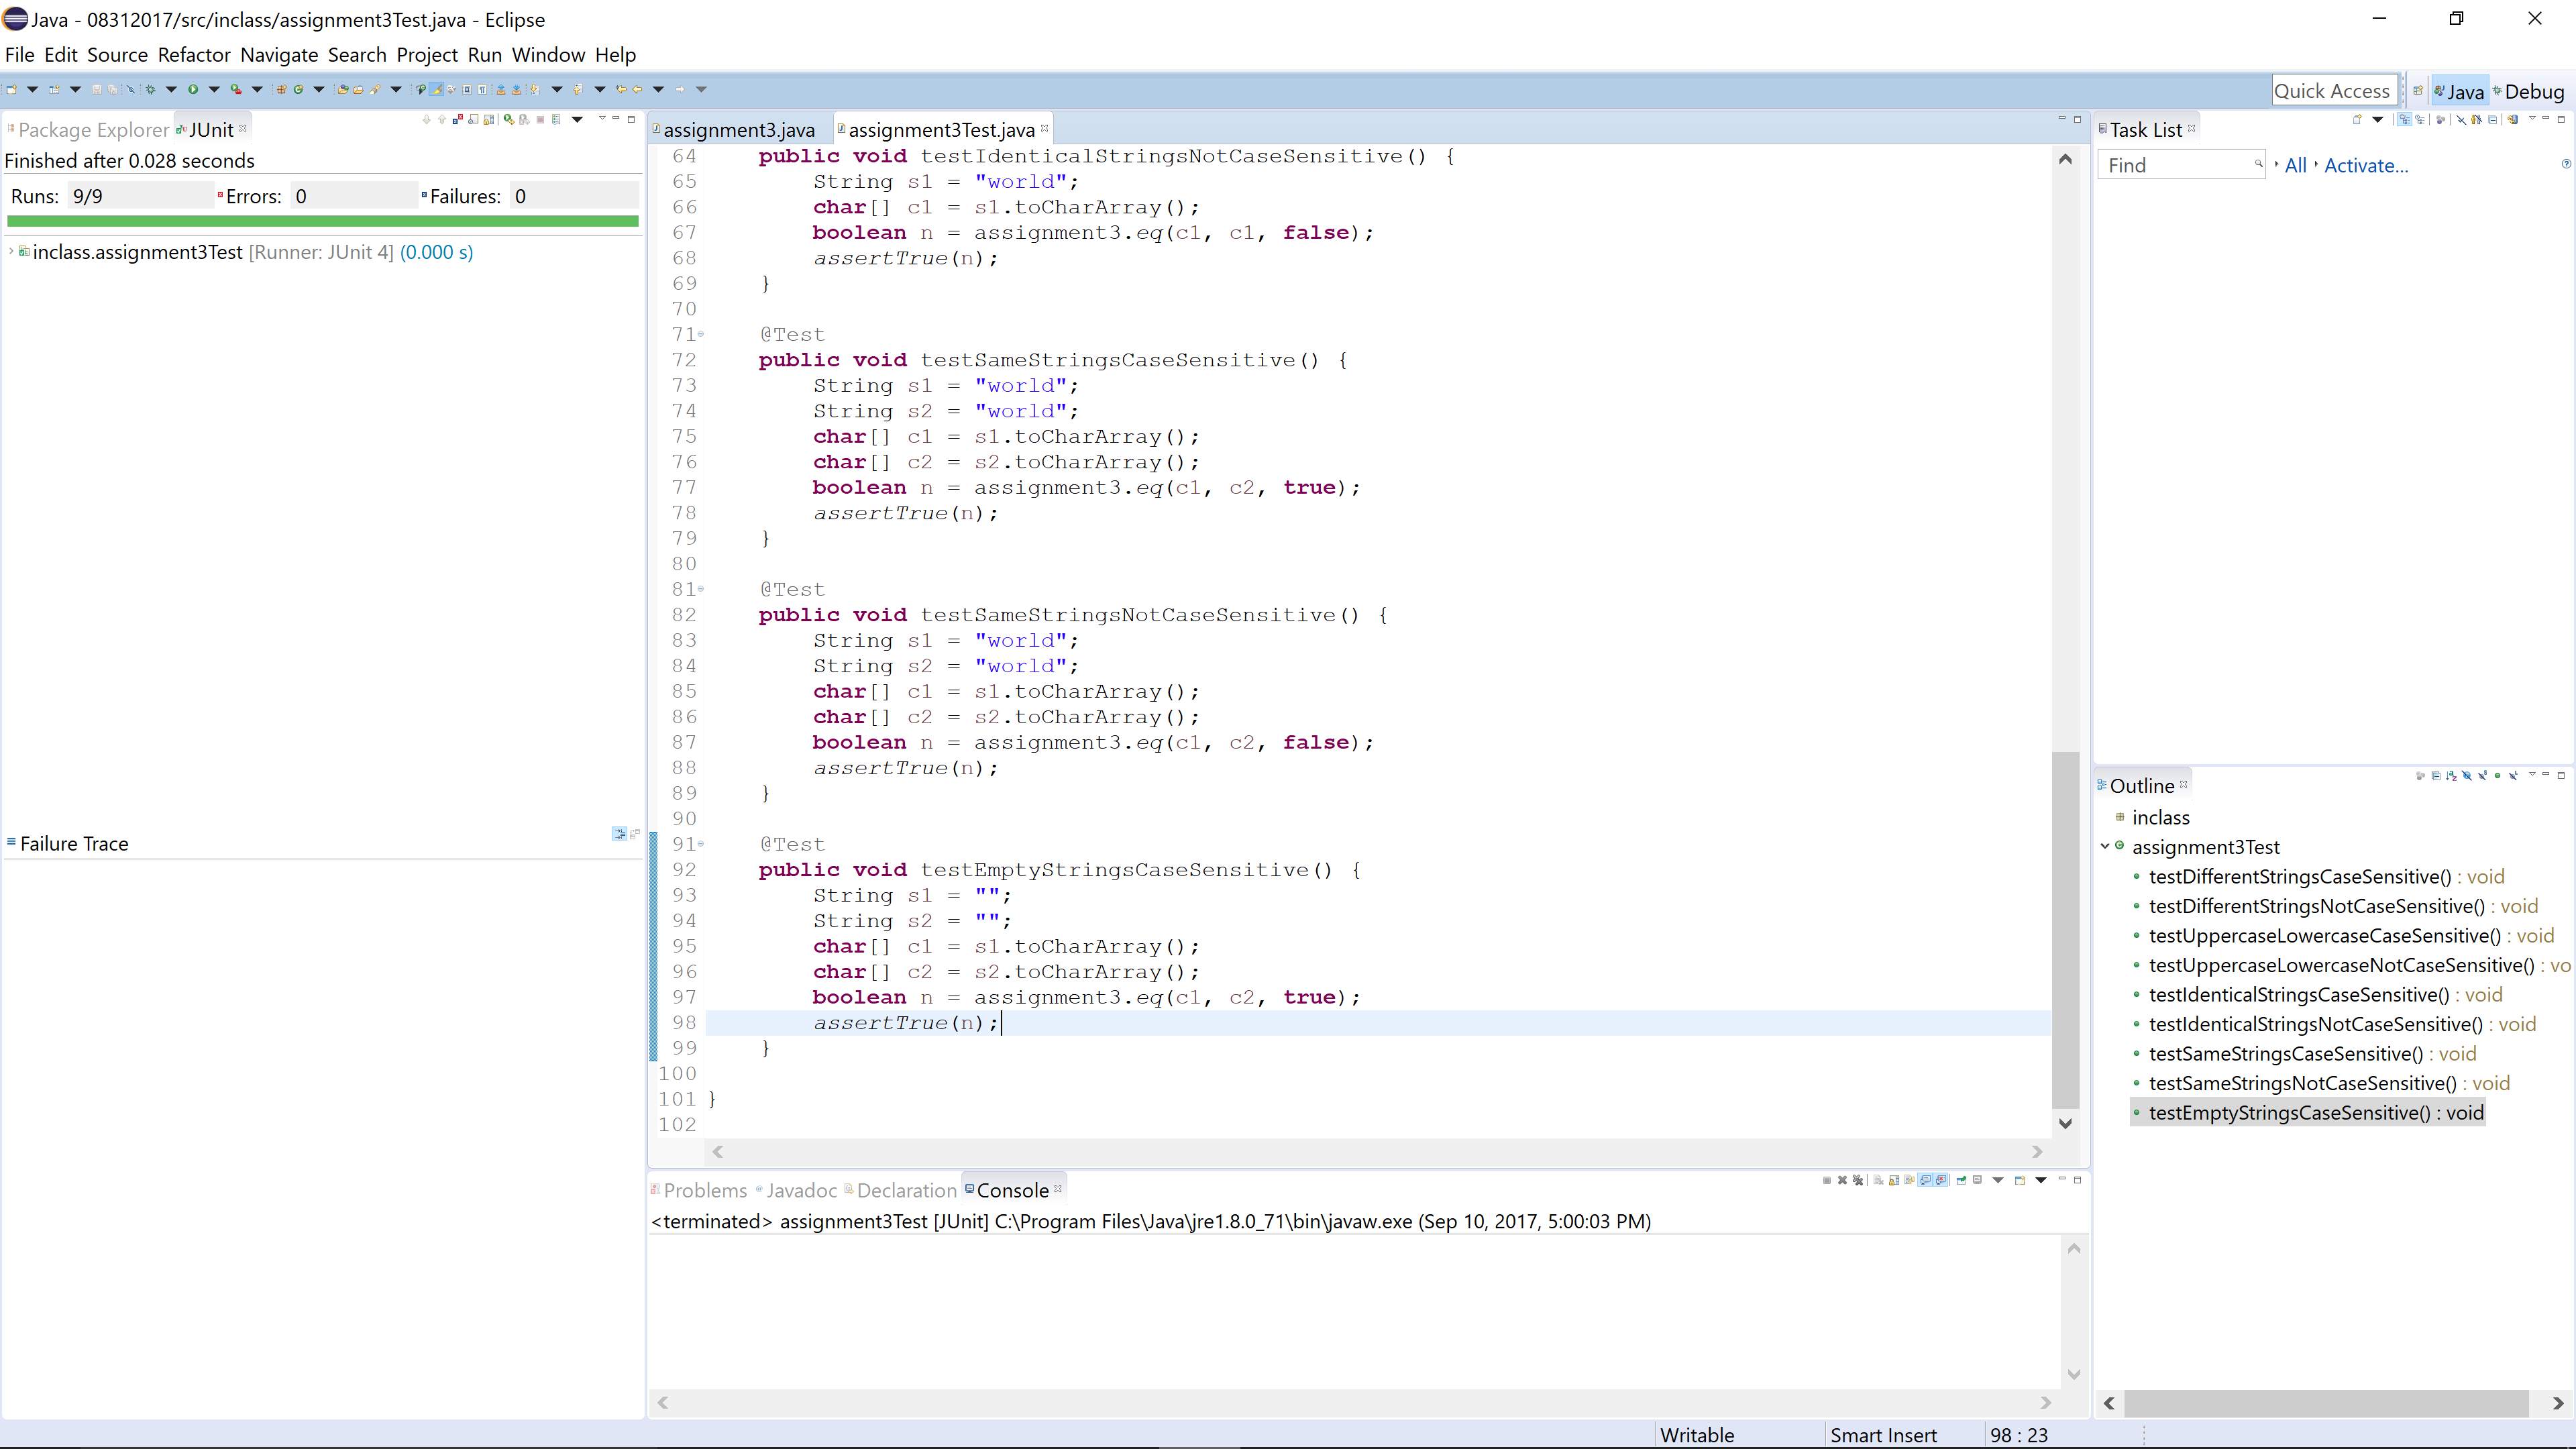 Java - 08312017/src/inclass/assignment3Test.java - Eclipse
File Edit Source Refactor Navigate Search Project Run Window Help
Quick Access
Java
Debug
Package Explorer
JUnit
Finished after 0.028 seconds
Runs: 9/9 Errors: 0 Failures: 0
inclass.assignment3Test [Runner: JUnit 4] (0.000 s)
Failure Trace
assignment3.java
assignment3Test.java
64 public void testIdenticalStringsNotCaseSensitive() {
65 String s1 = "world";
66 char[] c1 = s1.toCharArray();
67 boolean n = assignment3.eq(c1, c1, false);
68 assertTrue(n);
69 }
70
71 @Test
72 public void testSameStringsCaseSensitive() {
73 String s1 = "world";
74 String s2 = "world";
75 char[] c1 = s1.toCharArray();
76 char[] c2 = s2.toCharArray();
77 boolean n = assignment3.eq(c1, c2, true);
78 assertTrue(n);
79 }
80
81 @Test
82 public void testSameStringsNotCaseSensitive() {
83 String s1 = "world";
84 String s2 = "world";
85 char[] c1 = s1.toCharArray();
86 char[] c2 = s2.toCharArray();
87 boolean n = assignment3.eq(c1, c2, false);
88 assertTrue(n);
89 }
90
91 @Test
92 public void testEmptyStringsCaseSensitive() {
93 String s1 = "";
94 String s2 = "";
95 char[] c1 = s1.toCharArray();
96 char[] c2 = s2.toCharArray();
97 boolean n = assignment3.eq(c1, c2, true);
98 assertTrue(n);
99 }
100
101 }
102
Problems Javadoc Declaration Console
<terminated> assignment3Test [JUnit] C:\Program Files\Java\jre1.8.0_71\bin\javaw.exe (Sep 10, 2017, 5:00:03 PM)
Task List
Find All Activate...
Outline
inclass
assignment3Test
testDifferentStringsCaseSensitive() : void
testDifferentStringsNotCaseSensitive() : void
testUppercaseLowercaseCaseSensitive() : void
testUppercaseLowercaseNotCaseSensitive() : vo
testIdenticalStringsCaseSensitive() : void
testIdenticalStringsNotCaseSensitive() : void
testSameStringsCaseSensitive() : void
testSameStringsNotCaseSensitive() : void
testEmptyStringsCaseSensitive() : void
Writable Smart Insert 98 : 23